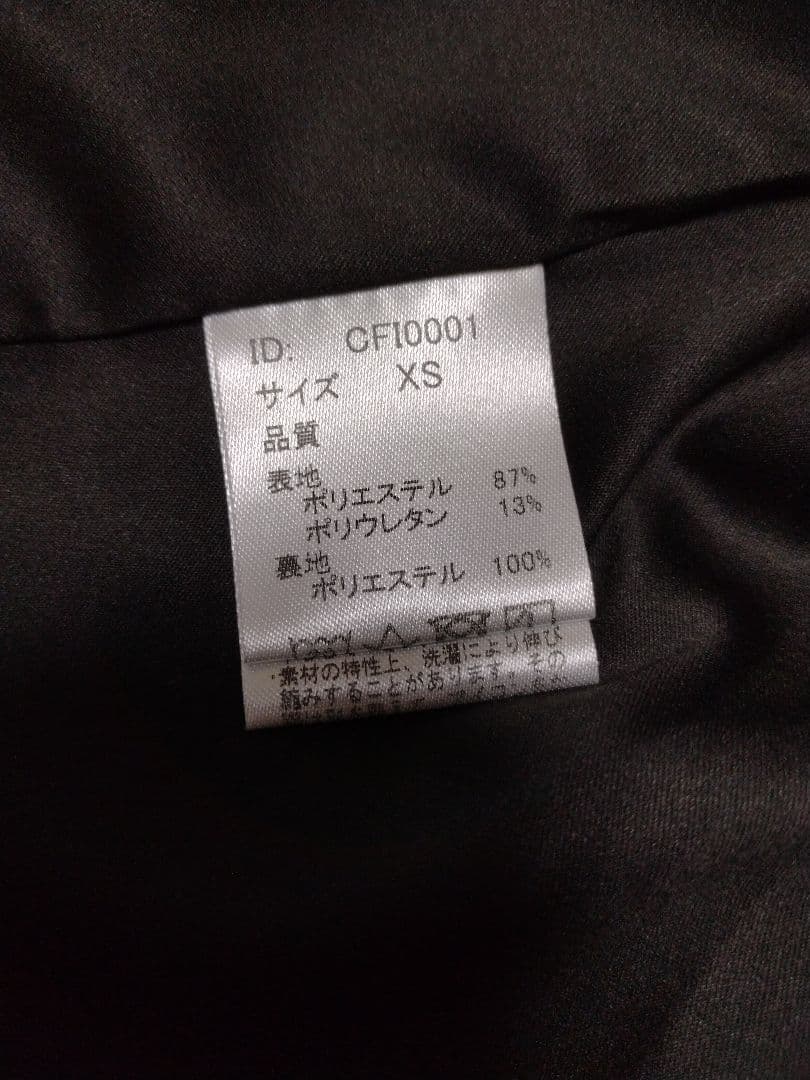 ID: CFI0001
サイズ XS
品質
表地
ポリエステル 87%
ポリウレタン 13%
裏地
ポリエステル 100%
・素材の特性上、洗濯により伸び
縮みすることがあります。その